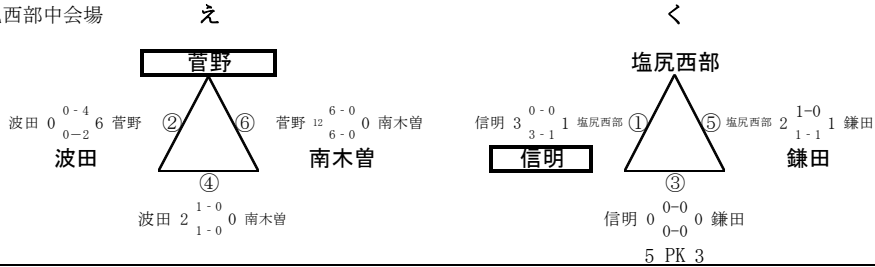 西部中会場 え く
菅野 塩尻西部
波田 0 0-4 0-2 6 菅野 ② ⑥ 菅野 12 6-0 6-0 0 南木曽 信明 3 0-0 3-1 1 塩尻西部 ① ⑤ 塩尻西部 2 1-0 1-1 1 鎌田
波田 南木曽 信明 鎌田
④ ③
波田 2 1-0 1-0 0 南木曽 信明 0 0-0 0-0 0 鎌田
5 PK 3